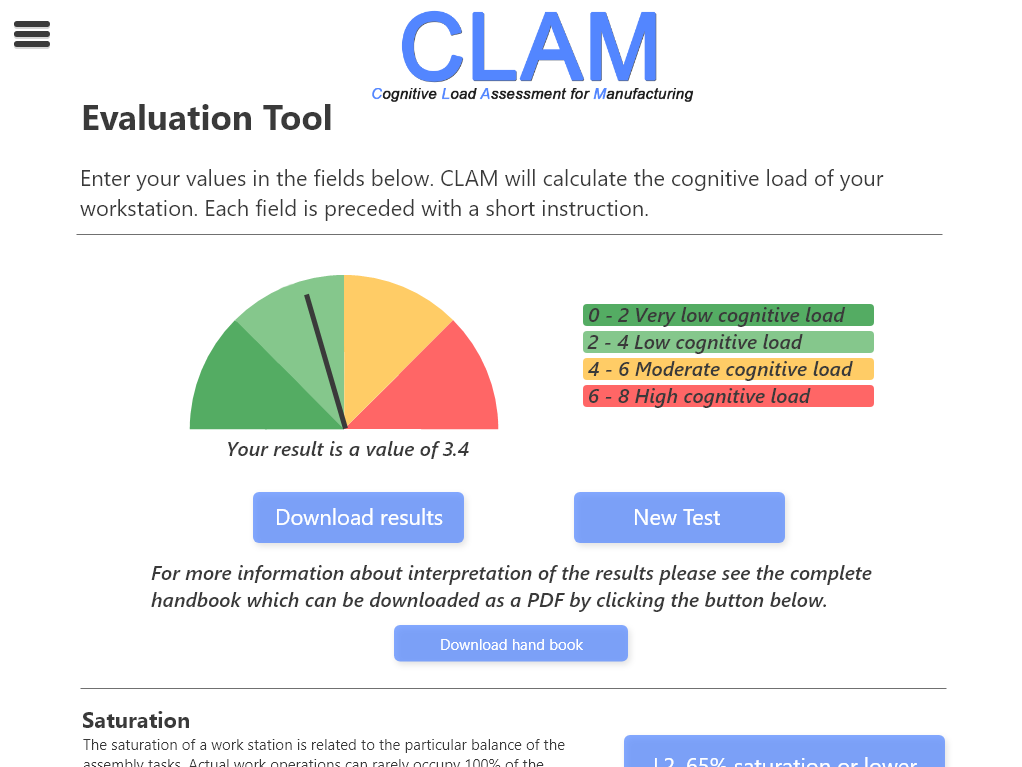 CLAM
Cognitive Load Assessment for Manufacturing
Evaluation Tool
Enter your values in the fields below. CLAM will calculate the cognitive load of your
workstation. Each field is preceded with a short instruction.
0 - 2 Very low cognitive load
2 - 4 Low cognitive load
4 - 6 Moderate cognitive load
6 - 8 High cognitive load
Your result is a value of 3.4
Download results
New Test
For more information about interpretation of the results please see the complete
handbook which can be downloaded as a PDF by clicking the button below.
Download hand book
Saturation
The saturation of a work station is related to the particular balance of the
assembly tasks. Actual work operations can rarely occupy 100% of the
65% saturation or lower